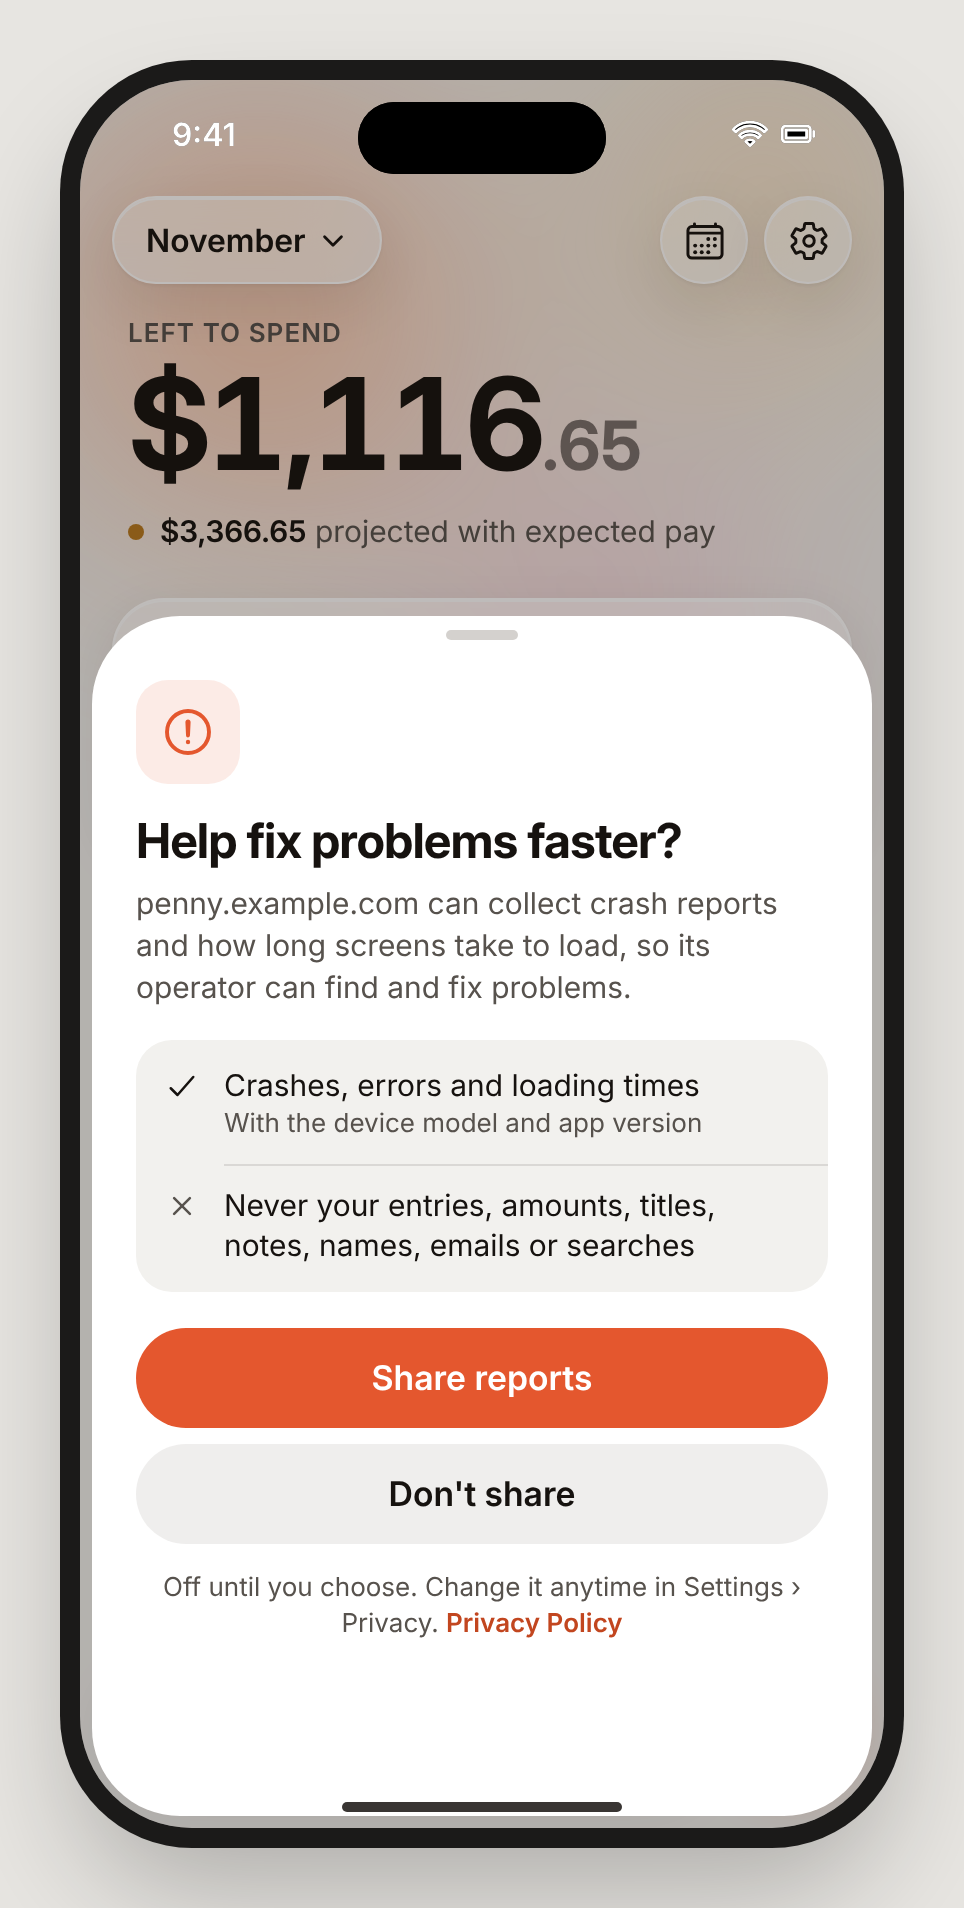 9:41
November
LEFT TO SPEND
$1,116.65
$3,366.65 projected with expected pay
Help fix problems faster?
penny.example.com can collect crash reports
and how long screens take to load, so its
operator can find and fix problems.
Crashes, errors and loading times
With the device model and app version
Never your entries, amounts, titles,
notes, names, emails or searches
Share reports
Don't share
Off until you choose. Change it anytime in Settings ›
Privacy. Privacy Policy